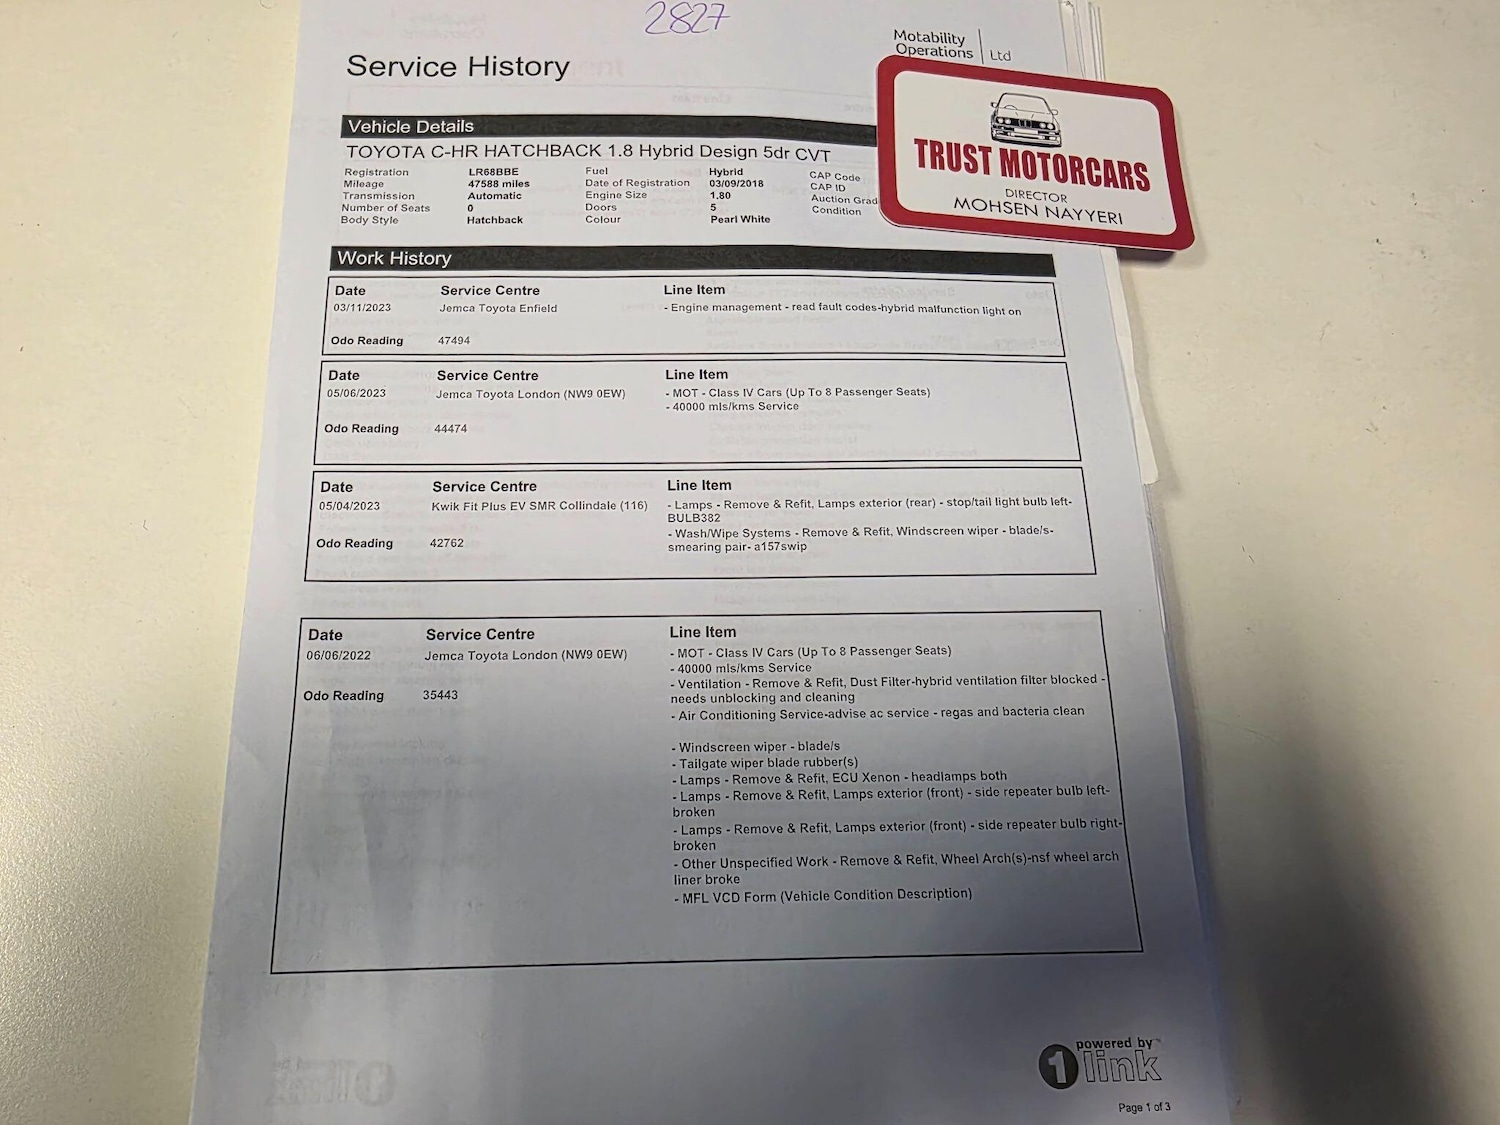 2827
Motability
Operations Ltd
Service History
TRUST MOTORCARS
DIRECTOR
MOHSEN NAYYERI
Vehicle Details
TOYOTA C-HR HATCHBACK 1.8 Hybrid Design 5dr CVT
Registration LR68BBE Fuel Hybrid CAP Code
Mileage 47588 miles Date of Registration 03/09/2018 CAP ID
Transmission Automatic Engine Size 1.80 Auction Grad
Number of Seats 0 Doors 5 Condition
Body Style Hatchback Colour Pearl White
Work History
Date Service Centre Line Item
03/11/2023 Jemca Toyota Enfield - Engine management - read fault codes-hybrid malfunction light on
Odo Reading 47494
Date Service Centre Line Item
05/06/2023 Jemca Toyota London (NW9 0EW) - MOT - Class IV Cars (Up To 8 Passenger Seats)
- 40000 mls/kms Service
Odo Reading 44474
Date Service Centre Line Item
05/04/2023 Kwik Fit Plus EV SMR Collindale (116) - Lamps - Remove & Refit, Lamps exterior (rear) - stop/tail light bulb left-
BULB382
- Wash/Wipe Systems - Remove & Refit, Windscreen wiper - blade/s-
Odo Reading 42762 smearing pair- a157swip
Date Service Centre Line Item
06/06/2022 Jemca Toyota London (NW9 0EW) - MOT - Class IV Cars (Up To 8 Passenger Seats)
- 40000 mls/kms Service
- Ventilation - Remove & Refit, Dust Filter-hybrid ventilation filter blocked -
Odo Reading 35443 needs unblocking and cleaning
- Air Conditioning Service-advise ac service - regas and bacteria clean
- Windscreen wiper - blade/s
- Tailgate wiper blade rubber(s)
- Lamps - Remove & Refit, ECU Xenon - headlamps both
- Lamps - Remove & Refit, Lamps exterior (front) - side repeater bulb left-
broken
- Lamps - Remove & Refit, Lamps exterior (front) - side repeater bulb right-
broken
- Other Unspecified Work - Remove & Refit, Wheel Arch(s)-nsf wheel arch
liner broke
- MFL VCD Form (Vehicle Condition Description)
powered by
1link
Page 1 of 3